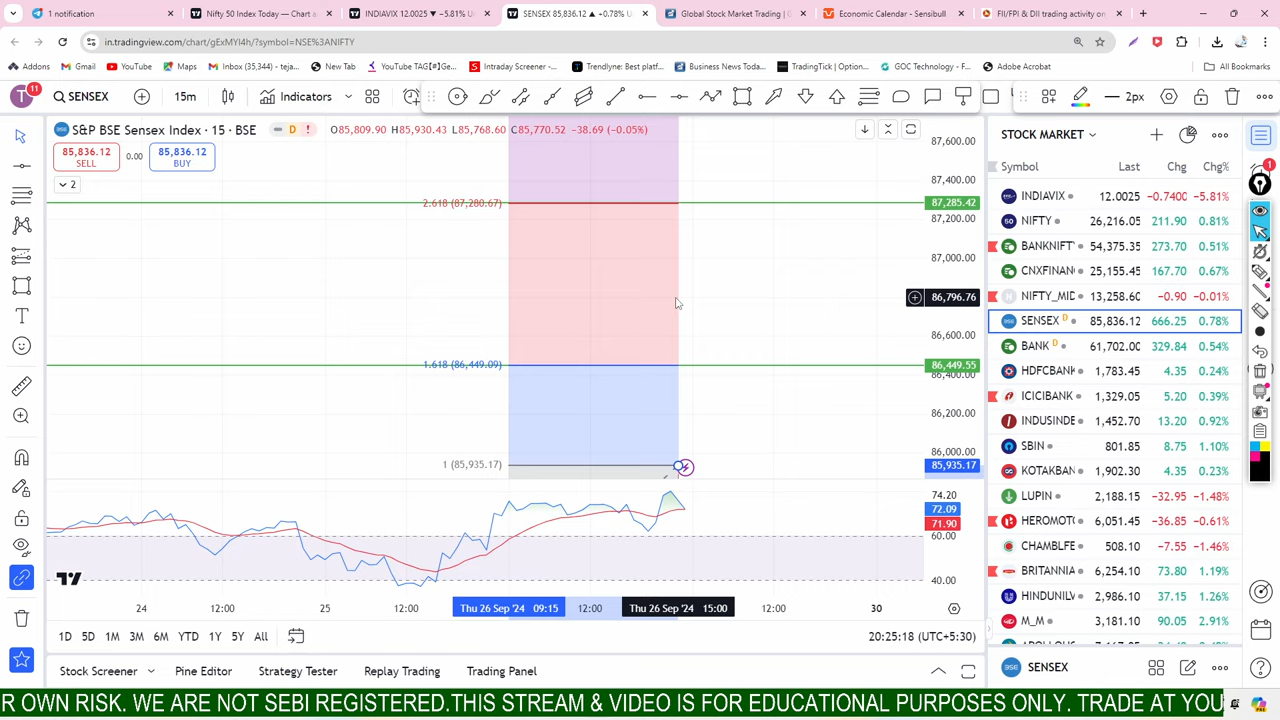 1 notification
Nifty 50 Index Today — Chart a
INDIAVIX 12.0025 ▼ −5.81% U
SENSEX 85,836.12 ▲ +0.78% U
Global Stock Market Trading | G
Economic Calendar - Sensibull
FII/FPI & DII trading activity on
in.tradingview.com/chart/gExMYI4h/?symbol=NSE%3ANIFTY
Addons
Gmail
YouTube
Maps
Inbox (35,344) - teja...
New Tab
YouTube TAG【#】Ge...
Intraday Screener -...
Trendlyne: Best platf...
Business News Toda...
TradingTick | Option...
GOC Technology - F...
Adobe Acrobat
All Bookmarks
T 11
SENSEX
15m
Indicators
2px
S&P BSE Sensex Index · 15 · BSE
D
O85,809.90 H85,930.43 L85,768.60 C85,770.52 −38.69 (−0.05%)
85,836.12
SELL
0.00
85,836.12
BUY
2
2.618 (87,280.67)
1.618 (86,449.09)
1 (85,935.17)
87,600.00
87,400.00
87,285.42
87,200.00
87,000.00
86,796.76
86,600.00
86,449.55
86,400.00
86,200.00
86,000.00
85,935.17
74.20
72.09
71.90
60.00
40.00
24
12:00
25
12:00
Thu 26 Sep '24 09:15
12:00
Thu 26 Sep '24 15:00
12:00
30
1D 5D 1M 3M 6M YTD 1Y 5Y All
20:25:18 (UTC+5:30)
Stock Screener
Pine Editor
Strategy Tester
Replay Trading
Trading Panel
STOCK MARKET
Symbol Last Chg Chg%
INDIAVIX 12.0025 −0.7400 −5.81%
NIFTY 26,216.05 211.90 0.81%
BANKNIFTY 54,375.35 273.70 0.51%
CNXFINAN 25,155.45 167.70 0.67%
NIFTY_MID 13,258.60 −0.90 −0.01%
SENSEX D 85,836.12 666.25 0.78%
BANK D 61,702.00 329.84 0.54%
HDFCBANK 1,783.45 4.35 0.24%
ICICIBANK 1,329.05 5.20 0.39%
INDUSINDB 1,452.70 13.20 0.92%
SBIN 801.85 8.75 1.10%
KOTAKBAN 1,902.30 4.35 0.23%
LUPIN 2,188.15 −32.95 −1.48%
HEROMOTO 6,051.45 −36.85 −0.61%
CHAMBLFE 508.10 −7.55 −1.46%
BRITANNIA 6,254.10 73.80 1.19%
HINDUNILV 2,986.10 37.15 1.26%
M_M 3,181.10 90.05 2.91%
SENSEX
1
R OWN RISK. WE ARE NOT SEBI REGISTERED.THIS STREAM & VIDEO IS FOR EDUCATIONAL PURPOSES ONLY. TRADE AT YOU